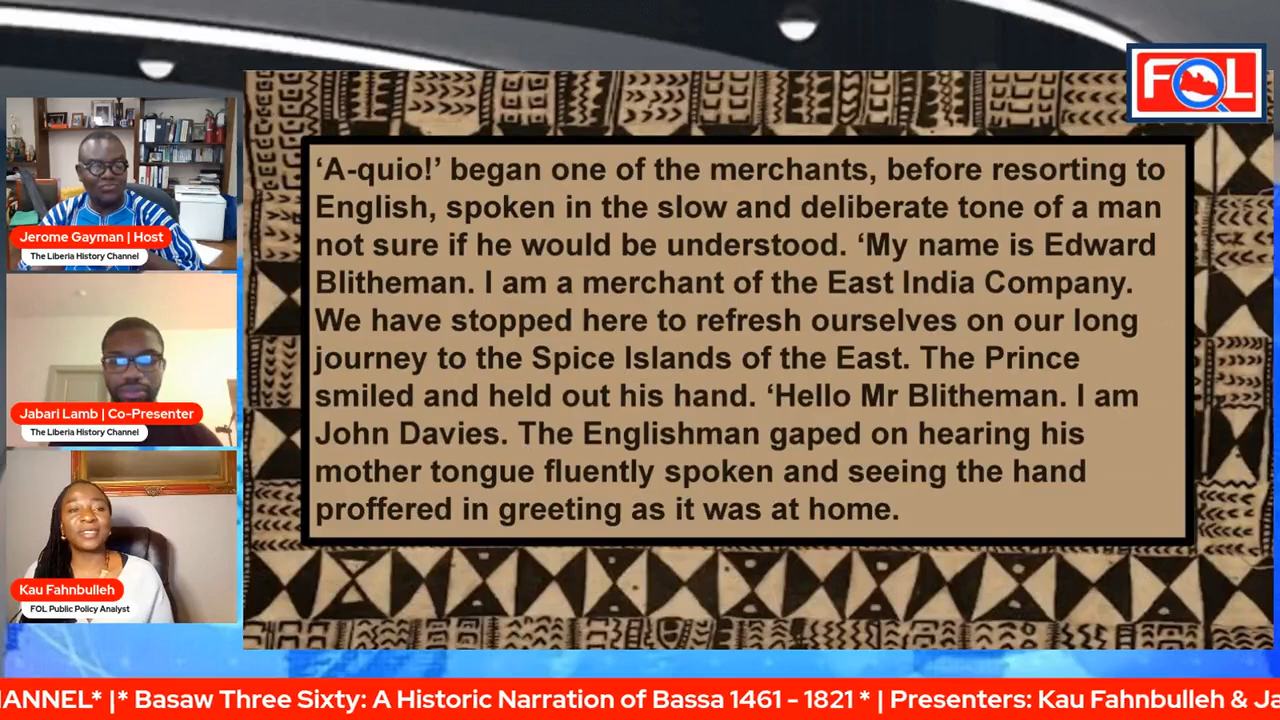 FOL
Jerome Gayman | Host
The Liberia History Channel
Jabari Lamb | Co-Presenter
The Liberia History Channel
Kau Fahnbulleh
FOL Public Policy Analyst
‘A-quio!’ began one of the merchants, before resorting to
English, spoken in the slow and deliberate tone of a man
not sure if he would be understood. ‘My name is Edward
Blitheman. I am a merchant of the East India Company.
We have stopped here to refresh ourselves on our long
journey to the Spice Islands of the East. The Prince
smiled and held out his hand. ‘Hello Mr Blitheman. I am
John Davies. The Englishman gaped on hearing his
mother tongue fluently spoken and seeing the hand
proffered in greeting as it was at home.
HANNEL* |* Basaw Three Sixty: A Historic Narration of Bassa 1461 - 1821 * | Presenters: Kau Fahnbulleh & Ja